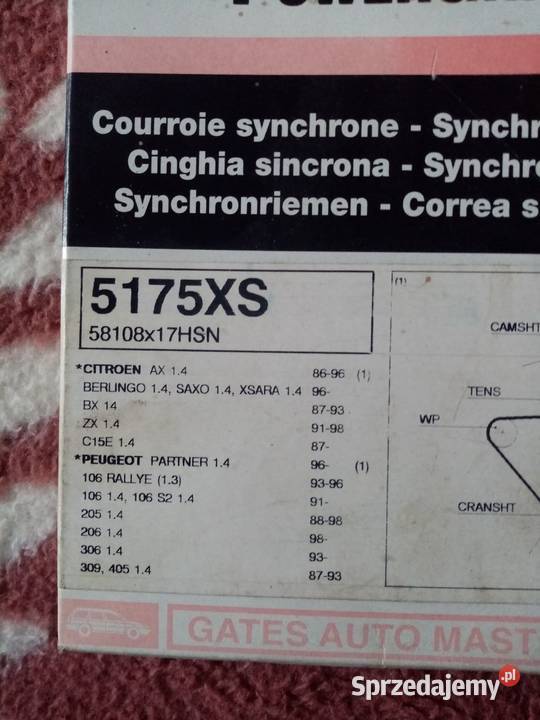 Courroie synchrone -
Cinghia sincrona -
Synchronriemen - Correa
5175XS
58108x17HSN
*CITROEN AX 1.4 86-96 (1)
BERLINGO 1.4, SAXO 1.4, XSARA 1.4 96-
BX 14 87-93
ZX 1.4 91-98
C15E 1.4 87-
*PEUGEOT PARTNER 1.4 96- (1)
106 RALLYE (1.3) 93-96
106 1.4, 106 S2 1.4 91-
205 1.4 88-98
206 1.4 98-
306 1.4 93-
309, 405 1.4 87-93
(1)
CAMSHT
TENS
WP
CRANSHT
GATES AUTO
Sprzedajemy.pl